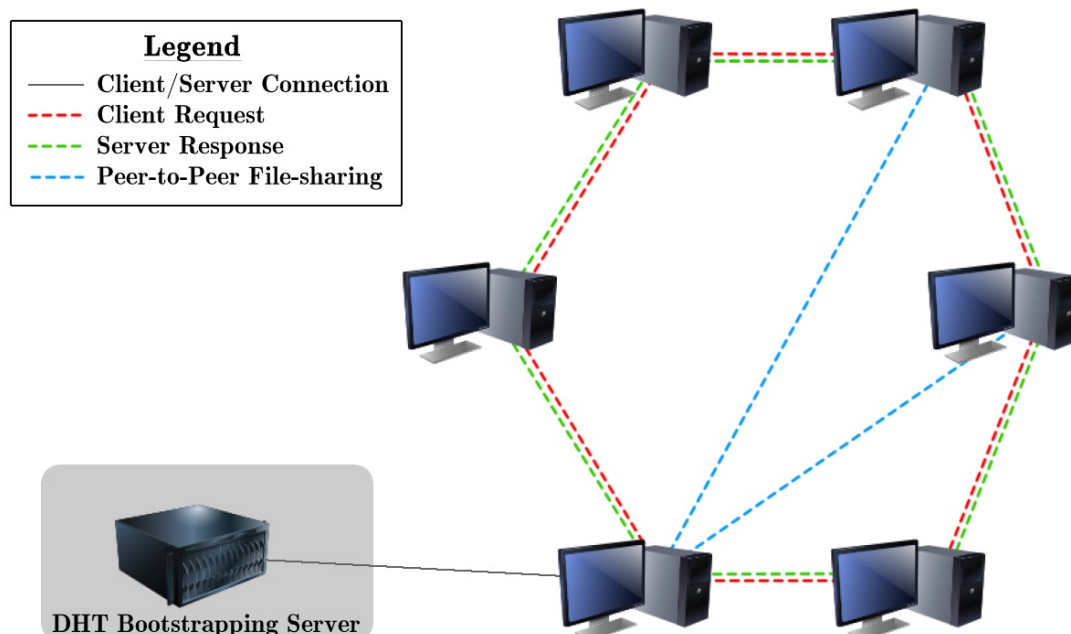 Legend
Client/Server Connection
Client Request
Server Response
Peer-to-Peer File-sharing
DHT Bootstrapping Server